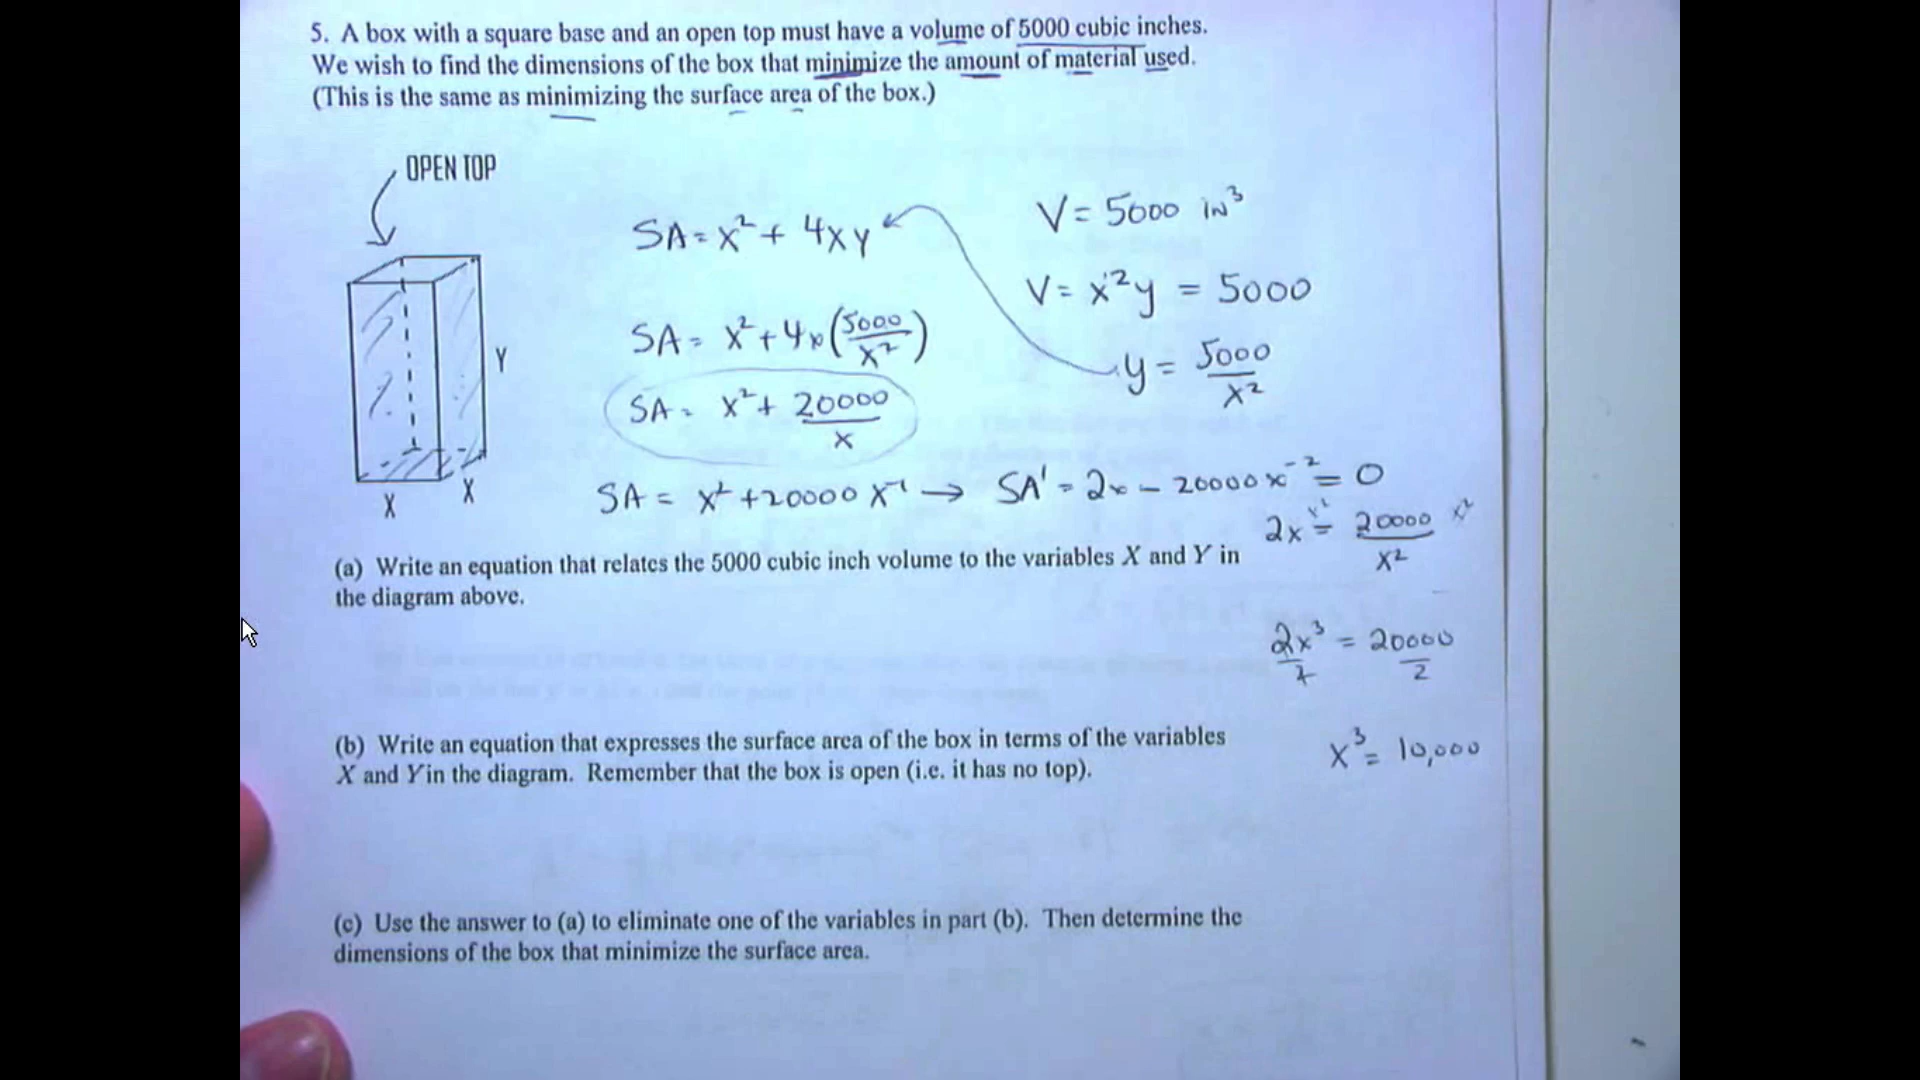 5. A box with a square base and an open top must have a volume of 5000 cubic inches.
We wish to find the dimensions of the box that minimize the amount of material used.
(This is the same as minimizing the surface area of the box.)
OPEN TOP
SA = x² + 4xy
V = 5000 in³
V = x²y = 5000
SA = x² + 4x(5000/x²)
y = 5000/x²
SA = x² + 20000/x
Y
X X
SA = x² + 20000 x⁻¹ → SA' = 2x - 20000x⁻² = 0
x² 2x = 20000/x² x²
(a) Write an equation that relates the 5000 cubic inch volume to the variables X and Y in
the diagram above.
2x³/2 = 20000/2
(b) Write an equation that expresses the surface area of the box in terms of the variables
X and Y in the diagram. Remember that the box is open (i.e. it has no top).
x³ = 10,000
(c) Use the answer to (a) to eliminate one of the variables in part (b). Then determine the
dimensions of the box that minimize the surface area.